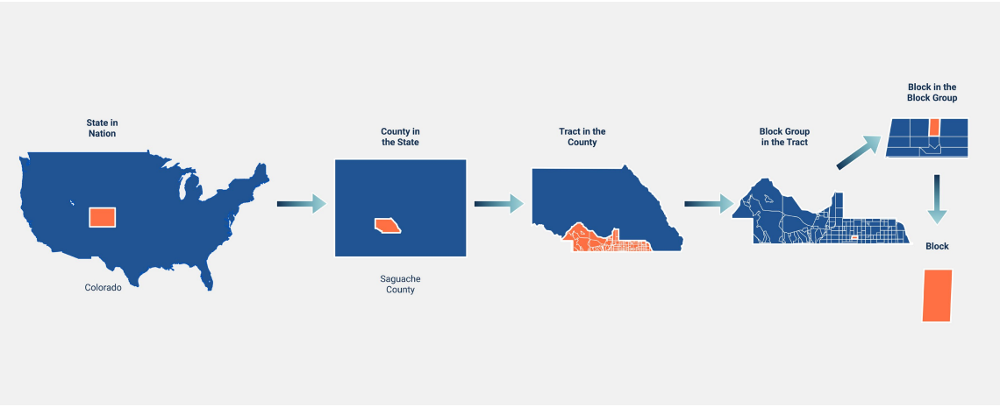 State in
Nation
Colorado
County in
the State
Saguache
County
Tract in the
County
Block Group
in the Tract
Block in the
Block Group
Block